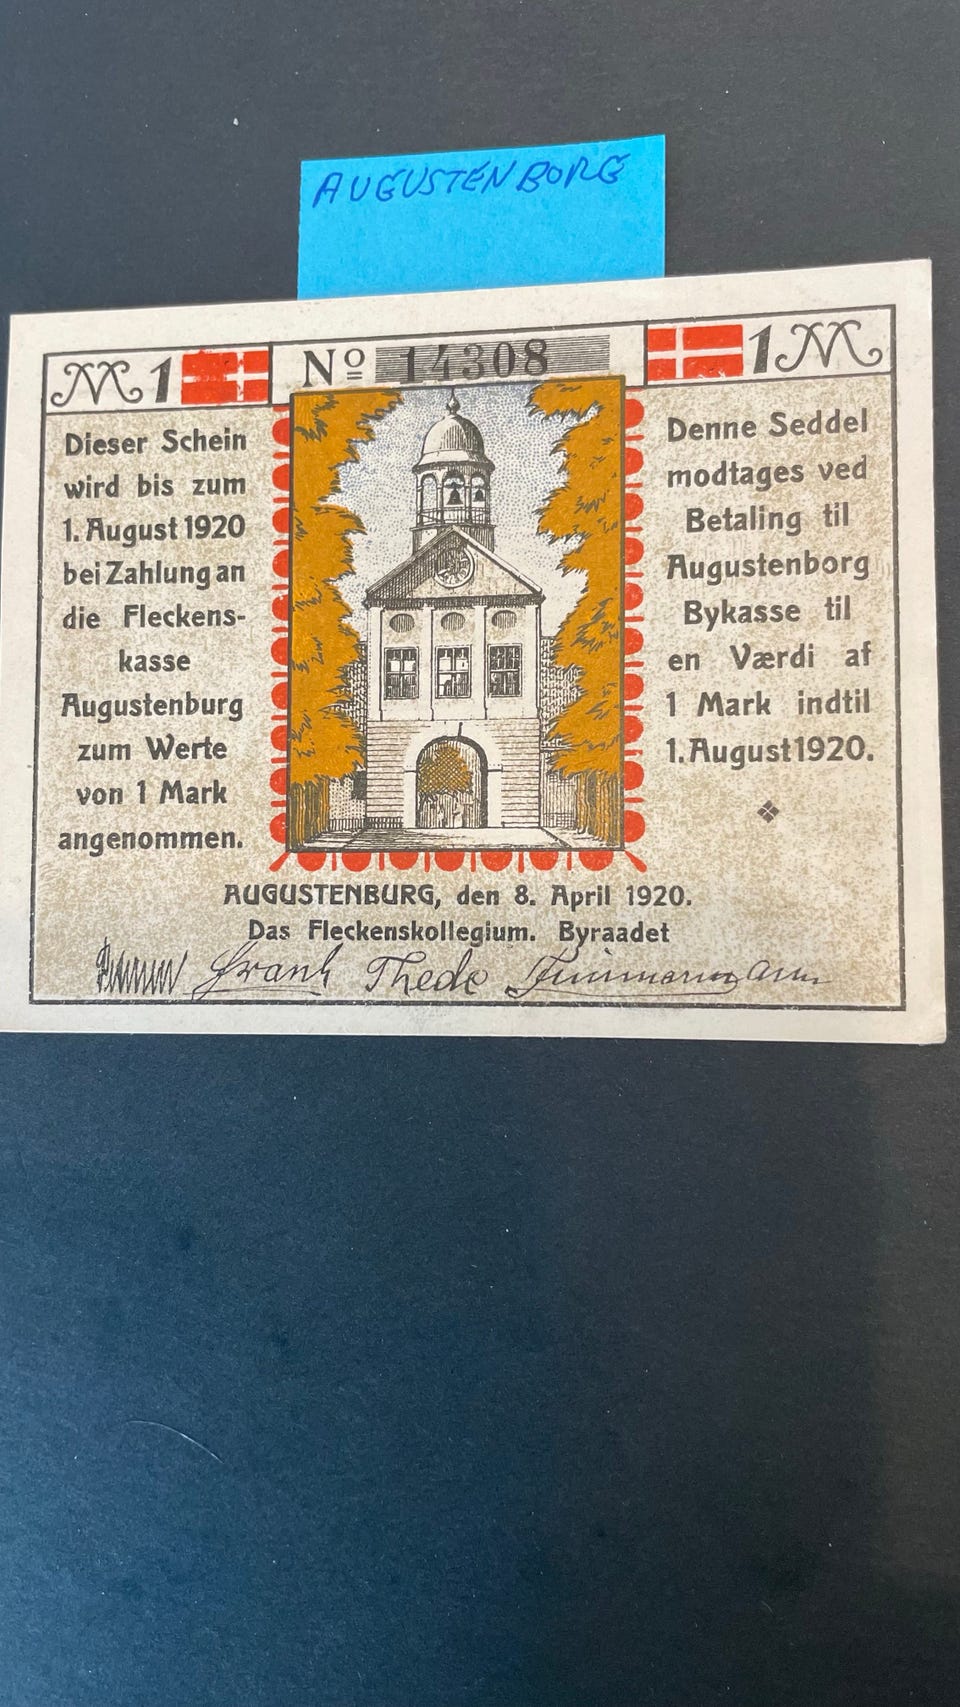 AUGUSTENBORG
M 1
Nº 14308
1 M
Dieser Schein
wird bis zum
1. August 1920
bei Zahlung an
die Fleckens-
kasse
Augustenburg
zum Werte
von 1 Mark
angenommen.
Denne Seddel
modtages ved
Betaling til
Augustenborg
Bykasse til
en Værdi af
1 Mark indtil
1. August 1920.
AUGUSTENBURG, den 8. April 1920.
Das Fleckenskollegium. Byraadet
Frank Thede